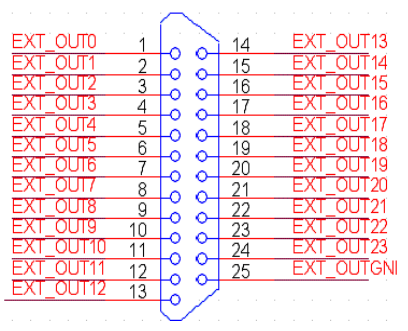 EXT_OUT0 1 14 EXT_OUT13
EXT_OUT1 2 15 EXT_OUT14
EXT_OUT2 3 16 EXT_OUT15
EXT_OUT3 4 17 EXT_OUT16
EXT_OUT4 5 18 EXT_OUT17
EXT_OUT5 6 19 EXT_OUT18
EXT_OUT6 7 20 EXT_OUT19
EXT_OUT7 8 21 EXT_OUT20
EXT_OUT8 9 22 EXT_OUT21
EXT_OUT9 10 23 EXT_OUT22
EXT_OUT10 11 24 EXT_OUT23
EXT_OUT11 12 25 EXT_OUTGNI
EXT_OUT12 13